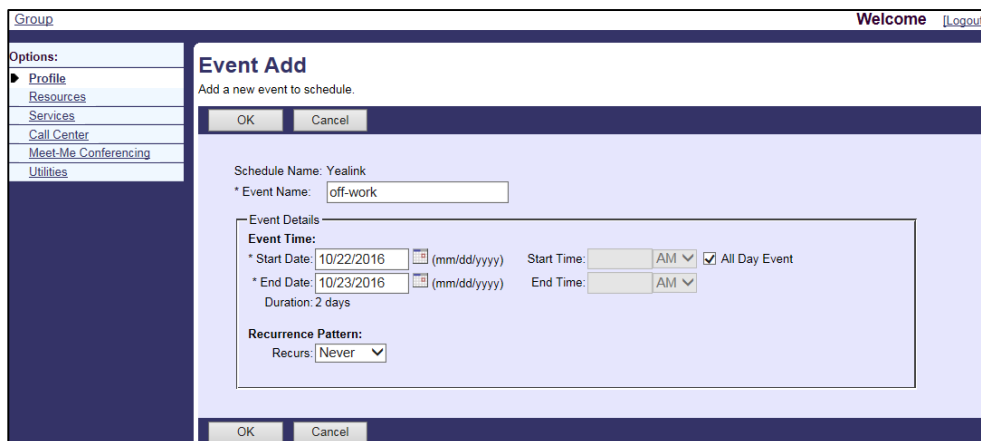 Group Welcome [Logout
Options:
Profile
Resources
Services
Call Center
Meet-Me Conferencing
Utilities
Event Add
Add a new event to schedule.
OK Cancel
Schedule Name: Yealink
* Event Name: off-work
Event Details
Event Time:
* Start Date: 10/22/2016 (mm/dd/yyyy) Start Time: AM All Day Event
* End Date: 10/23/2016 (mm/dd/yyyy) End Time: AM
Duration: 2 days
Recurrence Pattern:
Recurs: Never
OK Cancel